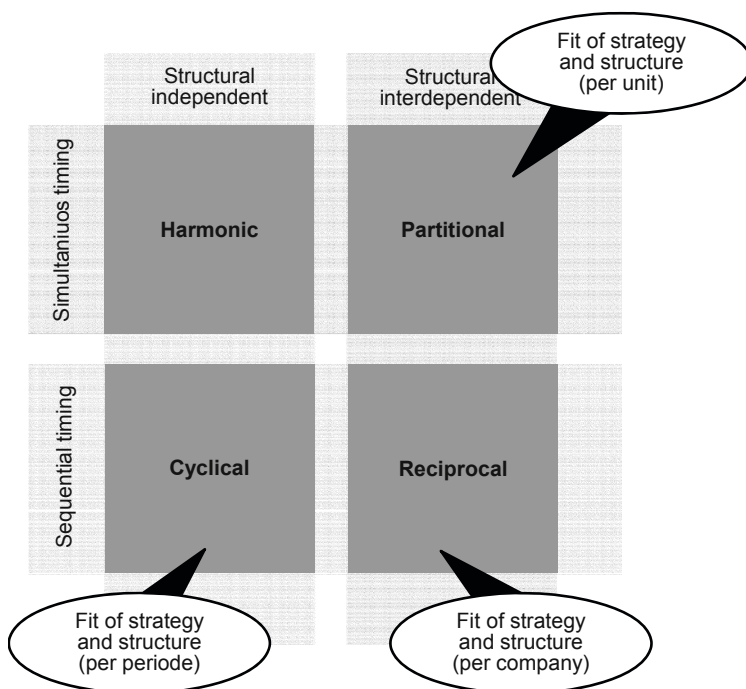 Fit of strategy
and structure
(per unit)
Structural
independent
Structural
interdependent
Simultaniuos timing
Harmonic
Partitional
Sequential timing
Cyclical
Reciprocal
Fit of strategy
and structure
(per periode)
Fit of strategy
and structure
(per company)